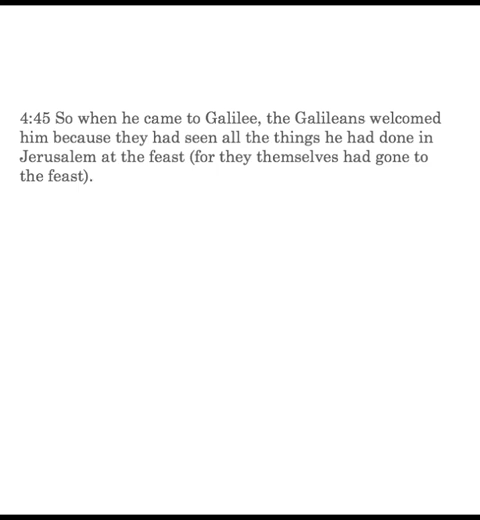 4:45 So when he came to Galilee, the Galileans welcomed
him because they had seen all the things he had done in
Jerusalem at the feast (for they themselves had gone to
the feast).